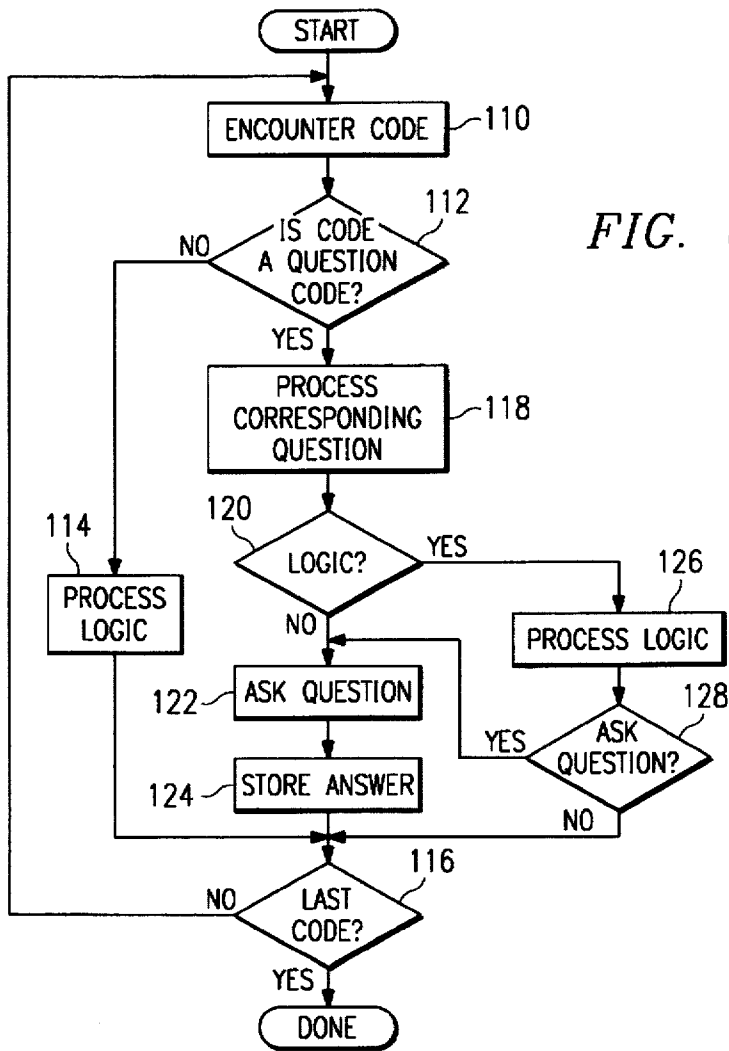 START
ENCOUNTER CODE
110
IS CODE
A QUESTION
CODE?
112
NO
YES
FIG.
PROCESS
CORRESPONDING
QUESTION
118
120
LOGIC?
YES
NO
114
PROCESS
LOGIC
126
PROCESS LOGIC
122
ASK QUESTION
128
ASK
QUESTION?
YES
NO
124
STORE ANSWER
116
LAST
CODE?
NO
YES
DONE